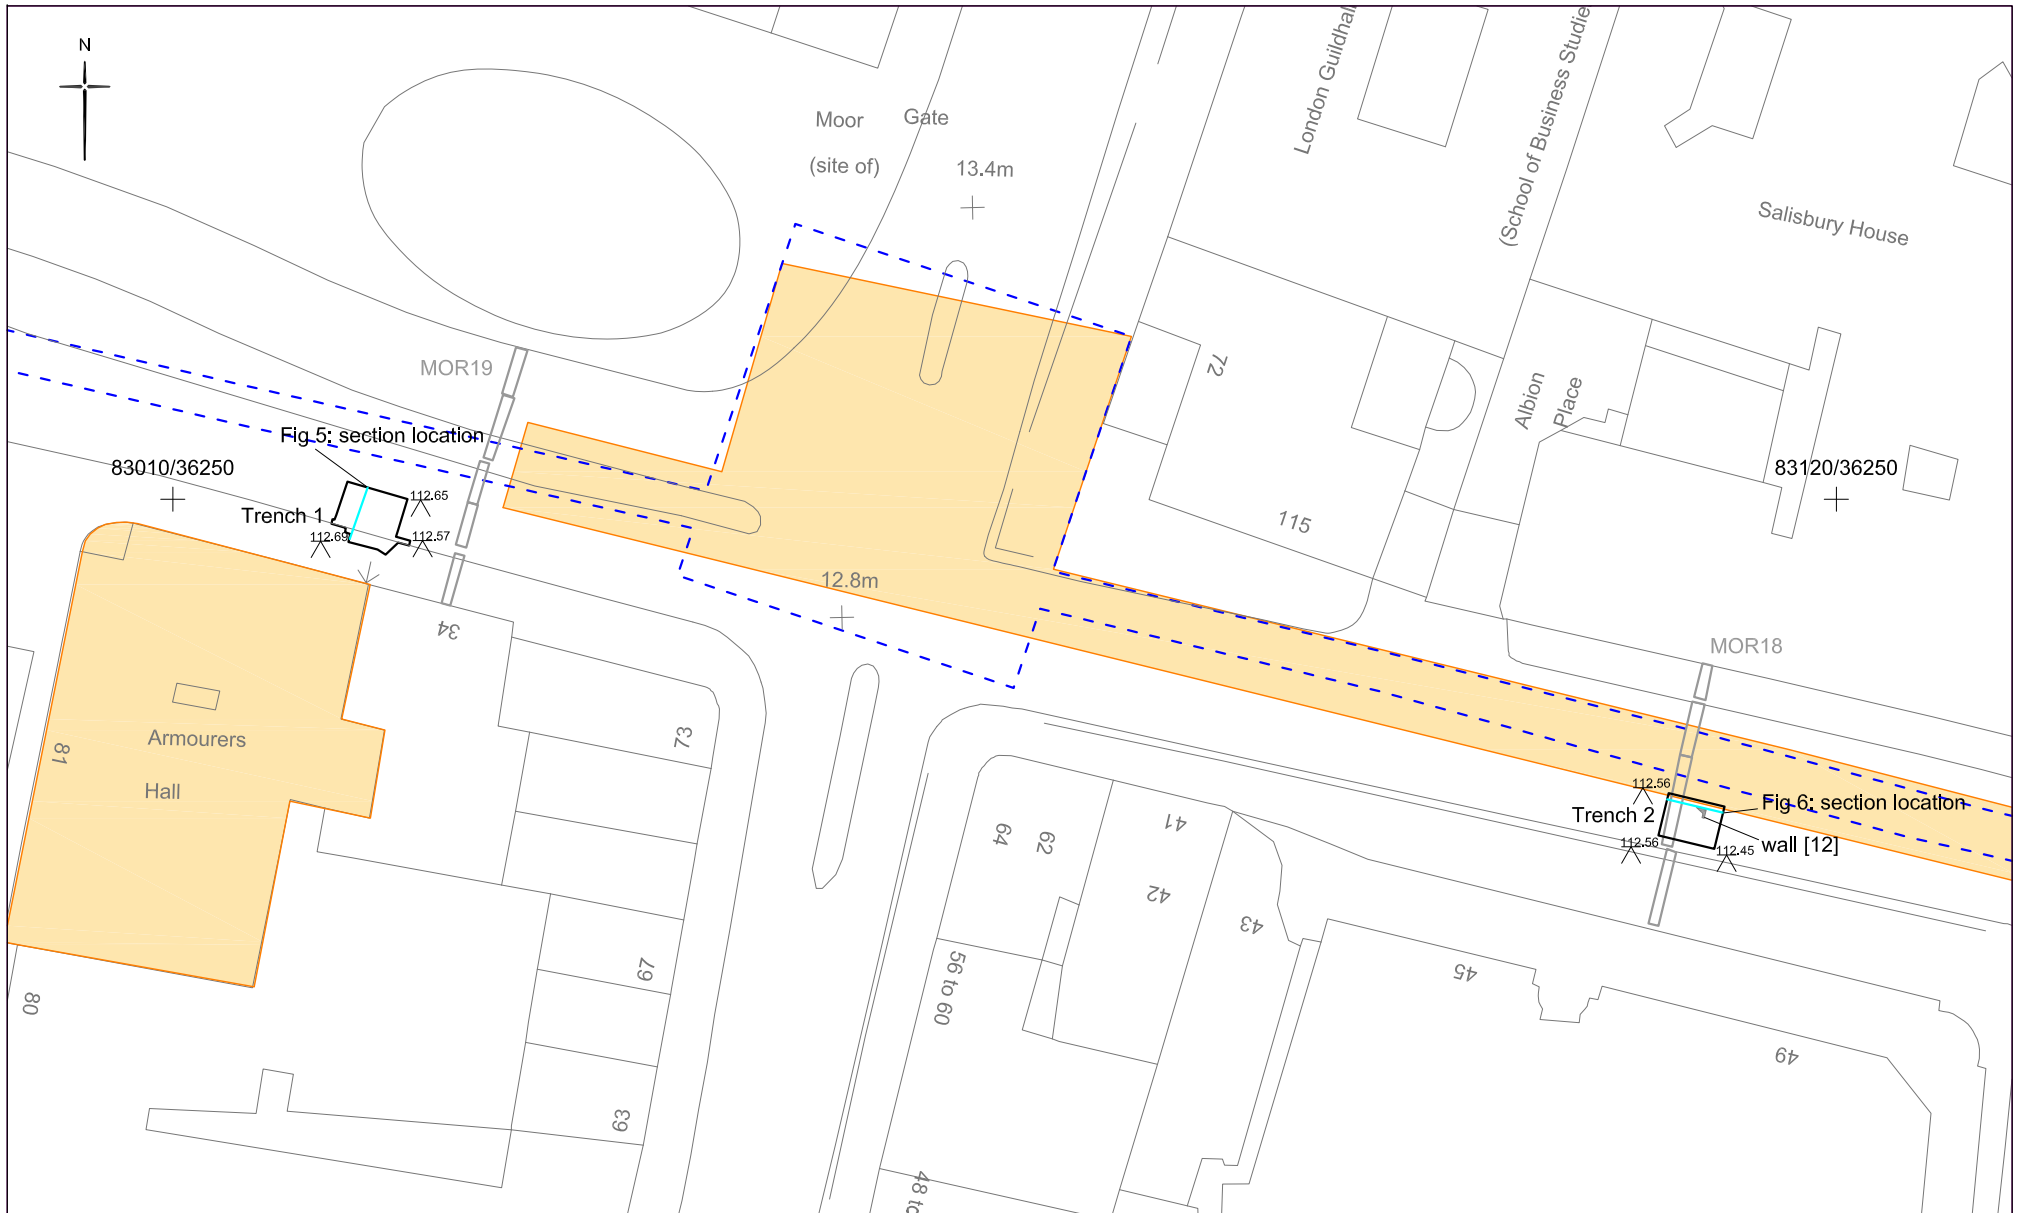 N
Moor Gate
(site of)
13.4m
London Guildhal
(School of Business Studie
Salisbury House
MOR19
72
Albion
Place
Fig 5: section location
83010/36250
83120/36250
112.65
Trench 1
112.69
112.57
115
12.8m
34
MOR18
73
81
Armourers
Hall
112.56
Fig 6: section location
Trench 2
wall [12]
112.56
112.45
64
62
41
42
43
45
49
67
56 to 60
80
63
48 to